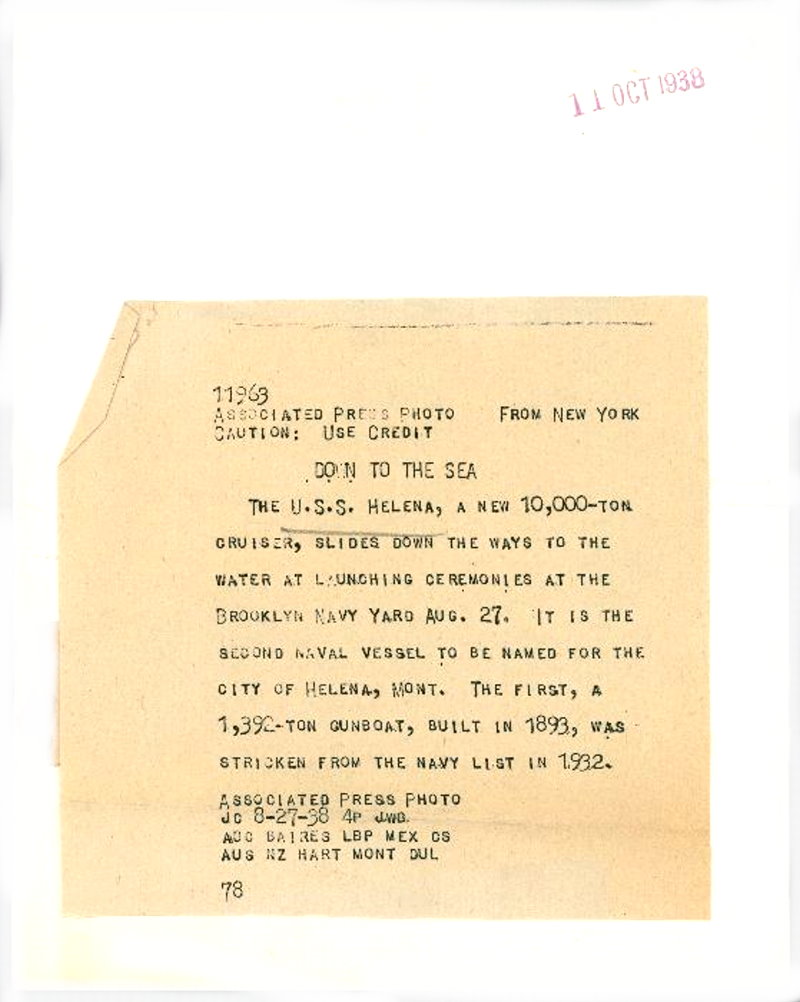 11 OCT 1938
11963
ASSOCIATED PRESS PHOTO FROM NEW YORK
CAUTION: USE CREDIT
DOWN TO THE SEA
THE U.S.S. HELENA, A NEW 10,000-TON
CRUISER, SLIDES DOWN THE WAYS TO THE
WATER AT LAUNCHING CEREMONIES AT THE
BROOKLYN NAVY YARD AUG. 27. IT IS THE
SECOND NAVAL VESSEL TO BE NAMED FOR THE
CITY OF HELENA, MONT. THE FIRST, A
1,392-TON GUNBOAT, BUILT IN 1893, WAS
STRICKEN FROM THE NAVY LIST IN 1932.
ASSOCIATED PRESS PHOTO
JC 8-27-38 4P JWB.
BAIRES LBP MEX CS
AUS NZ HART MONT DUL
78